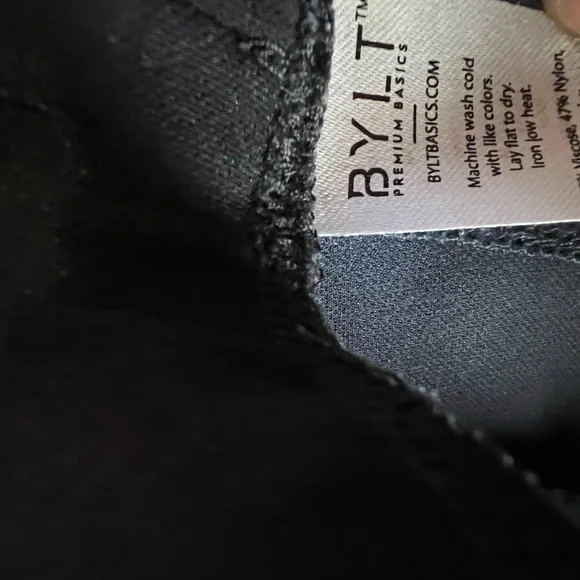 BYLT™
PREMIUM BASICS
BYLTBASICS.COM
Machine wash cold
with like colors.
Lay flat to dry.
Iron low heat.
Viscose, 47% Nylon,